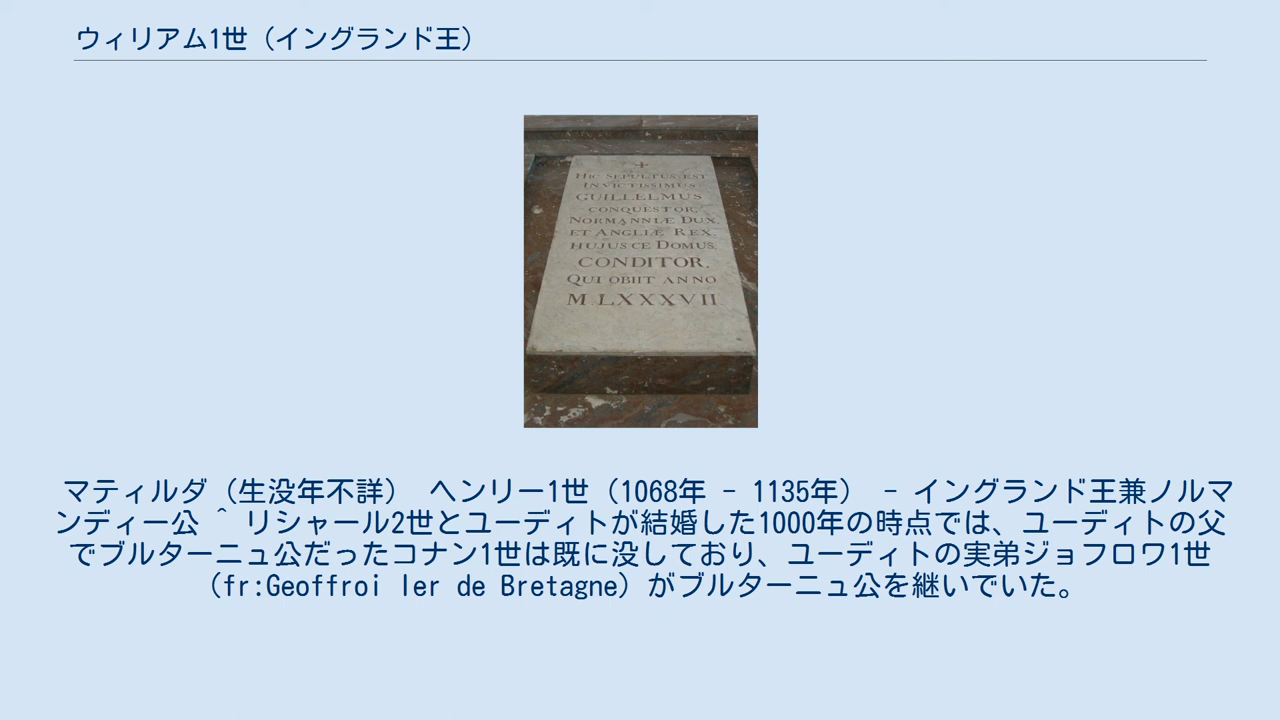 ウィリアム1世（イングランド王）
+
HIC SEPULTUS EST
INVICTISSIMUS
GUILLELMUS
CONQUESTOR,
NORMANNIÆ DUX,
ET ANGLIÆ REX,
HUJUSCE DOMUS,
CONDITOR,
QUI OBIIT ANNO
M.LXXXVII
マティルダ（生没年不詳） ヘンリー1世（1068年 - 1135年） - イングランド王兼ノルマ
ンディー公 ^ リシャール2世とユーディトが結婚した1000年の時点では、ユーディトの父
でブルターニュ公だったコナン1世は既に没しており、ユーディトの実弟ジョフロワ1世
（fr:Geoffroi Ier de Bretagne）がブルターニュ公を継いでいた。